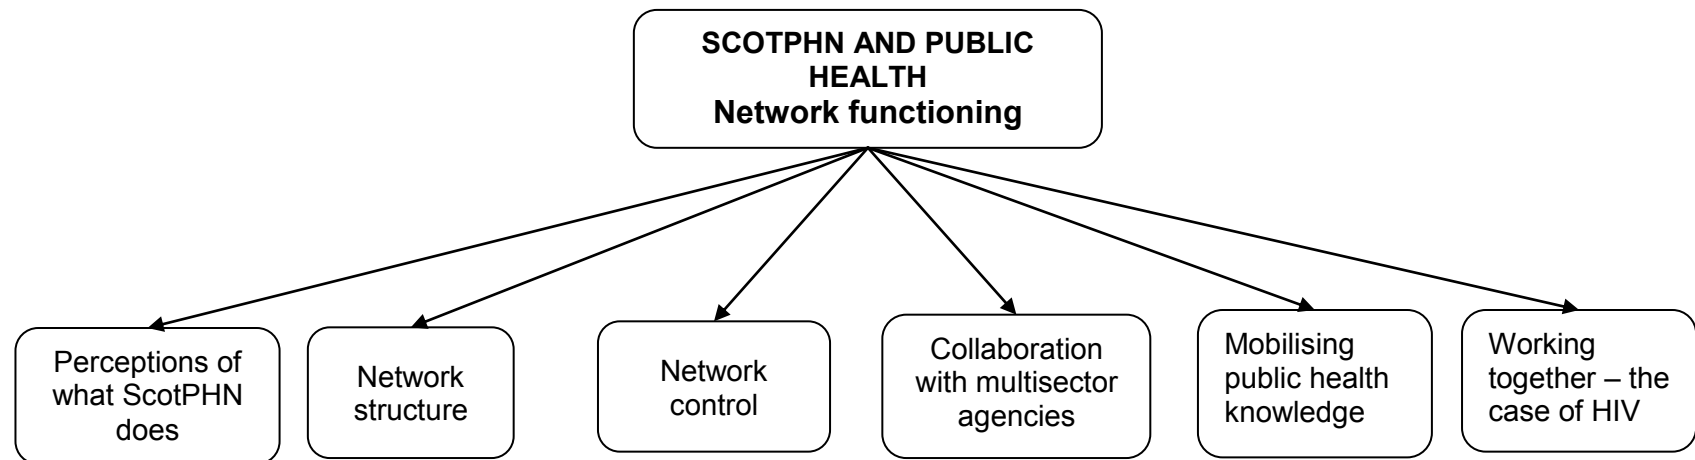 SCOTPHN AND PUBLIC
HEALTH
Network functioning
Perceptions of
what ScotPHN
does
Network
structure
Network
control
Collaboration
with multisector
agencies
Mobilising
public health
knowledge
Working
together – the
case of HIV